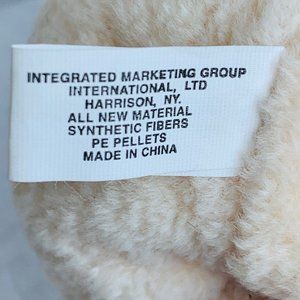 INTEGRATED MARKETING GROUP
INTERNATIONAL, LTD
HARRISON, NY.
ALL NEW MATERIAL
SYNTHETIC FIBERS
PE PELLETS
MADE IN CHINA